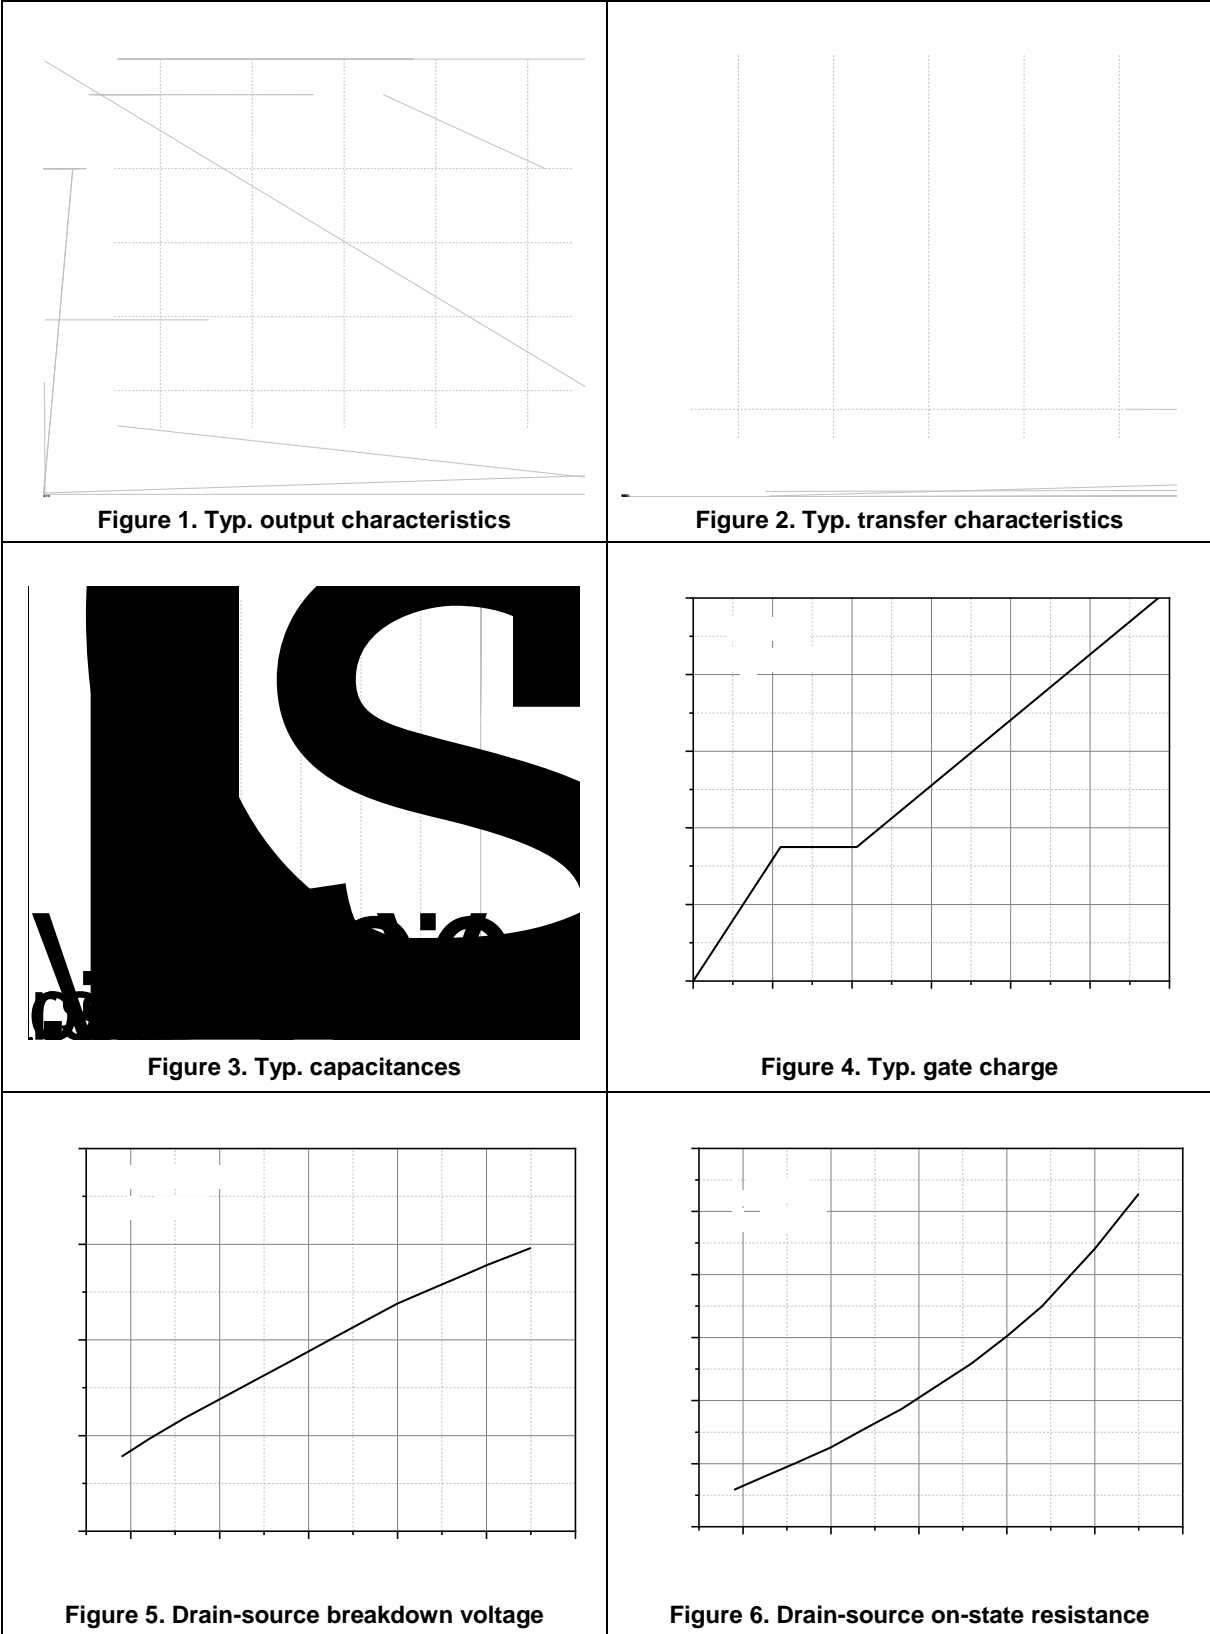 Figure 1. Typ. output characteristics
Figure 2. Typ. transfer characteristics
Figure 3. Typ. capacitances
Figure 4. Typ. gate charge
Figure 5. Drain-source breakdown voltage
Figure 6. Drain-source on-state resistance